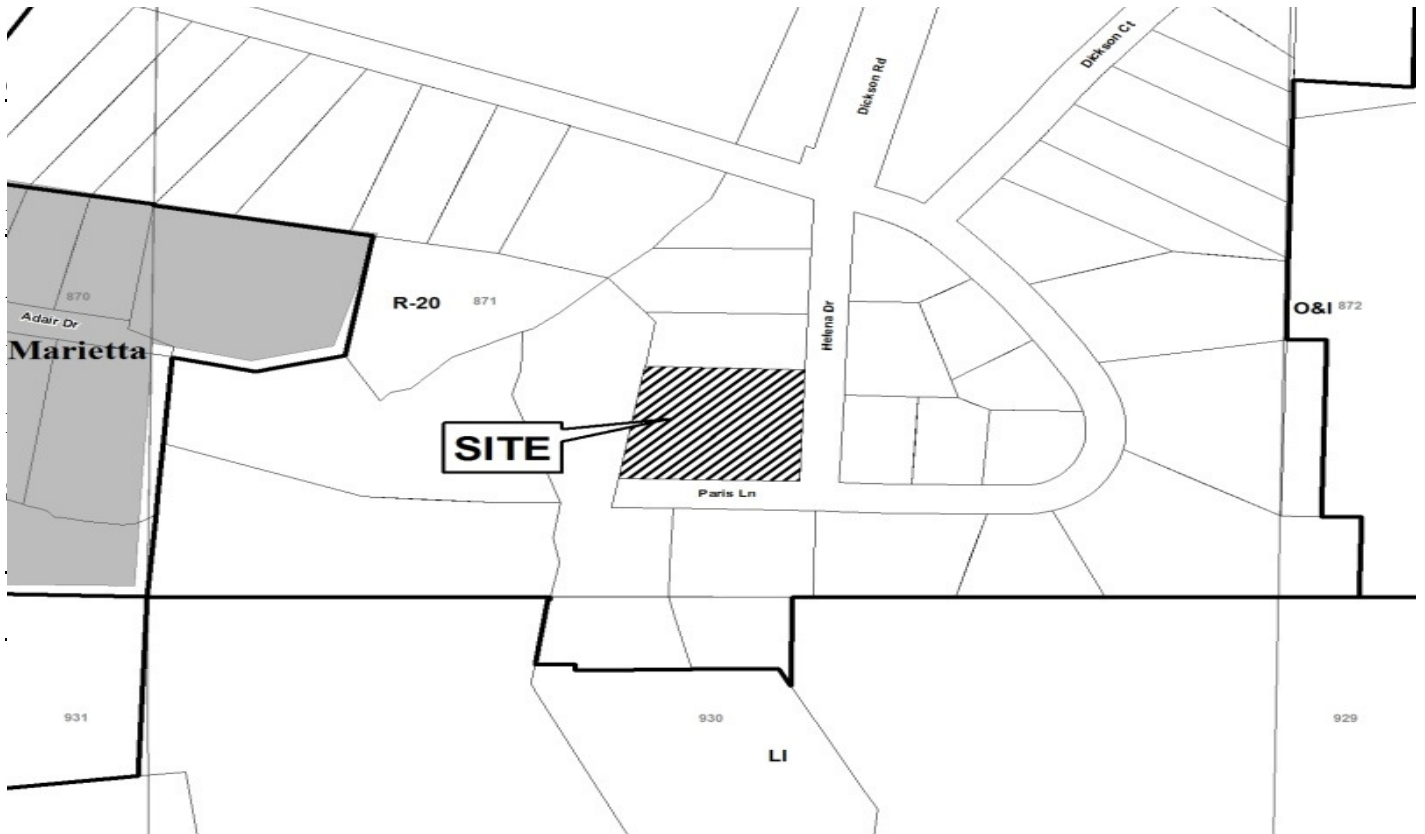 Dickson Rd
Dickson Ct
870
Adair Dr
Marietta
R-20
871
Helena Dr
O&I
872
SITE
Paris Ln
931
930
929
LI